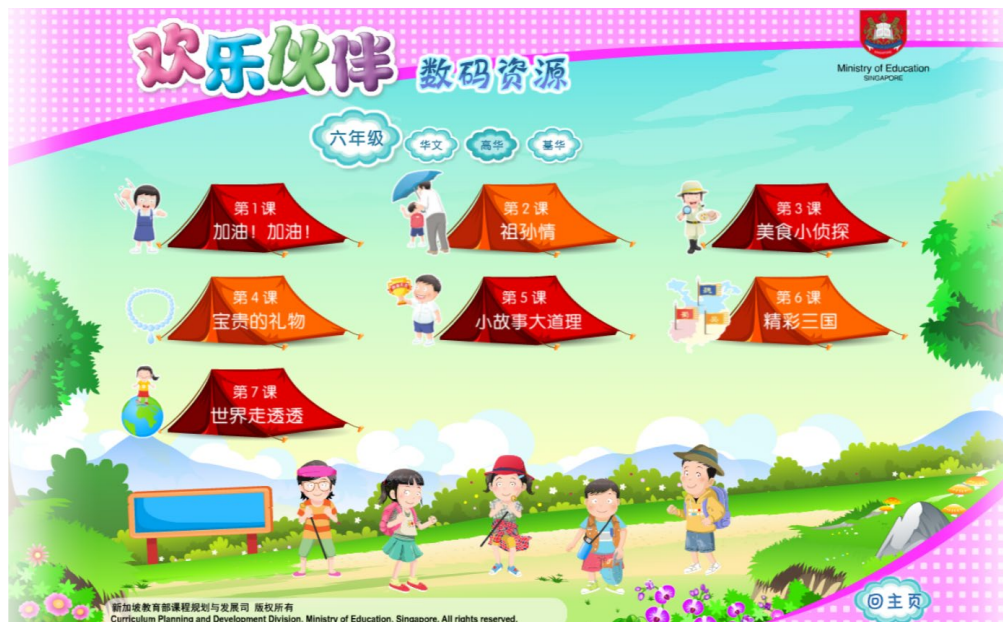 欢乐伙伴 数码资源
Ministry of Education
SINGAPORE
六年级 华文 高华 基华
第1课
加油！加油！
第2课
祖孙情
第3课
美食小侦探
第4课
宝贵的礼物
第5课
小故事大道理
第6课
精彩三国
第7课
世界走透透
新加坡教育部课程规划与发展司 版权所有
Curriculum Planning and Development Division, Ministry of Education, Singapore. All rights reserved.
回主页